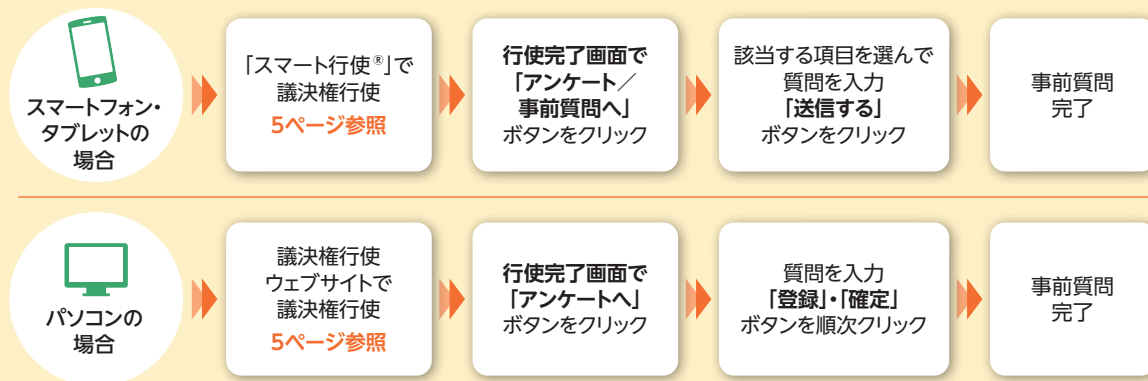 スマートフォン・
タブレットの
場合
「スマート行使®」で
議決権行使
5ページ参照
行使完了画面で
「アンケート／
事前質問へ」
ボタンをクリック
該当する項目を選んで
質問を入力
「送信する」
ボタンをクリック
事前質問
完了
パソコンの
場合
議決権行使
ウェブサイトで
議決権行使
5ページ参照
行使完了画面で
「アンケートへ」
ボタンをクリック
質問を入力
「登録」・「確定」
ボタンを順次クリック
事前質問
完了